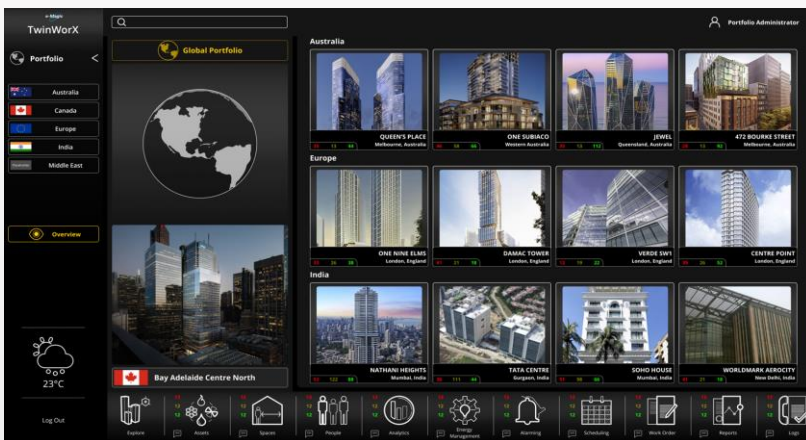 e-Magic
TwinWorX
Portfolio Administrator
Portfolio <
Australia
Canada
Europe
India
Middle East
Overview
23°C
Log Out
Global Portfolio
Bay Adelaide Centre North
Australia
QUEEN'S PLACE
Melbourne, Australia
ONE SUBIACO
Western Australia
JEWEL
Queensland, Australia
472 BOURKE STREET
Melbourne, Australia
Europe
ONE NINE ELMS
London, England
DAMAC TOWER
London, England
VERDE SW1
London, England
CENTRE POINT
London, England
India
NATHANI HEIGHTS
Mumbai, India
TATA CENTRE
Gurgaon, India
SOHO HOUSE
Mumbai, India
WORLDMARK AEROCITY
New Delhi, India
Explore
Assets
Spaces
People
Analytics
Energy
Management
Alarming
Scheduling
Work Order
Reports
Logs